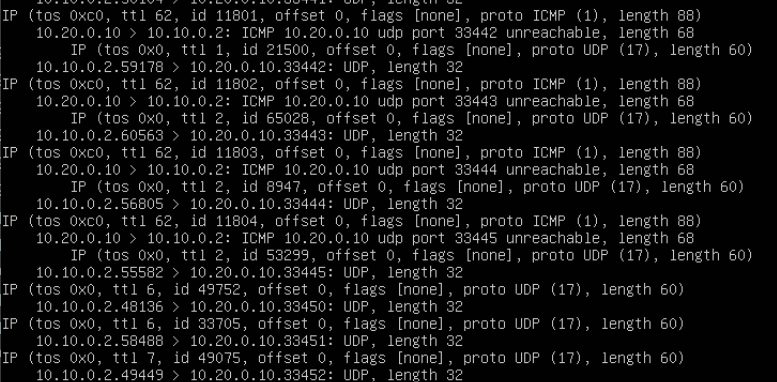 IP (tos 0xc0, ttl 62, id 11801, offset 0, flags [none], proto ICMP (1), length 88)
10.20.0.10 > 10.10.0.2: ICMP 10.20.0.10 udp port 33442 unreachable, length 68
IP (tos 0x0, ttl 1, id 21500, offset 0, flags [none], proto UDP (17), length 60)
10.10.0.2.59178 > 10.20.0.10.33442: UDP, length 32
IP (tos 0xc0, ttl 62, id 11802, offset 0, flags [none], proto ICMP (1), length 88)
10.20.0.10 > 10.10.0.2: ICMP 10.20.0.10 udp port 33443 unreachable, length 68
IP (tos 0x0, ttl 2, id 65028, offset 0, flags [none], proto UDP (17), length 60)
10.10.0.2.60563 > 10.20.0.10.33443: UDP, length 32
IP (tos 0xc0, ttl 62, id 11803, offset 0, flags [none], proto ICMP (1), length 88)
10.20.0.10 > 10.10.0.2: ICMP 10.20.0.10 udp port 33444 unreachable, length 68
IP (tos 0x0, ttl 2, id 8947, offset 0, flags [none], proto UDP (17), length 60)
10.10.0.2.56805 > 10.20.0.10.33444: UDP, length 32
IP (tos 0xc0, ttl 62, id 11804, offset 0, flags [none], proto ICMP (1), length 88)
10.20.0.10 > 10.10.0.2: ICMP 10.20.0.10 udp port 33445 unreachable, length 68
IP (tos 0x0, ttl 2, id 53299, offset 0, flags [none], proto UDP (17), length 60)
10.10.0.2.55582 > 10.20.0.10.33445: UDP, length 32
IP (tos 0x0, ttl 6, id 49752, offset 0, flags [none], proto UDP (17), length 60)
10.10.0.2.48136 > 10.20.0.10.33450: UDP, length 32
IP (tos 0x0, ttl 6, id 33705, offset 0, flags [none], proto UDP (17), length 60)
10.10.0.2.58488 > 10.20.0.10.33451: UDP, length 32
IP (tos 0x0, ttl 7, id 49075, offset 0, flags [none], proto UDP (17), length 60)
10.10.0.2.49449 > 10.20.0.10.33452: UDP, length 32